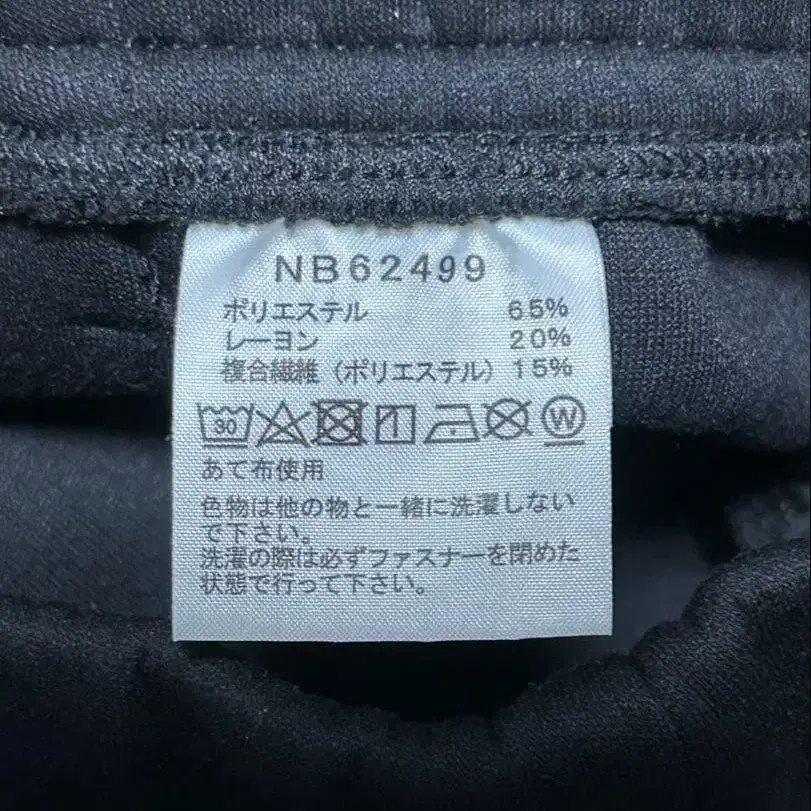 NB62499
ポリエステル 65%
レーヨン 20%
複合繊維(ポリエステル) 15%
30 W
あて布使用
色物は他の物と一緒に洗濯しない
で下さい。
洗濯の際は必ずファスナーを閉めた
状態で行って下さい。